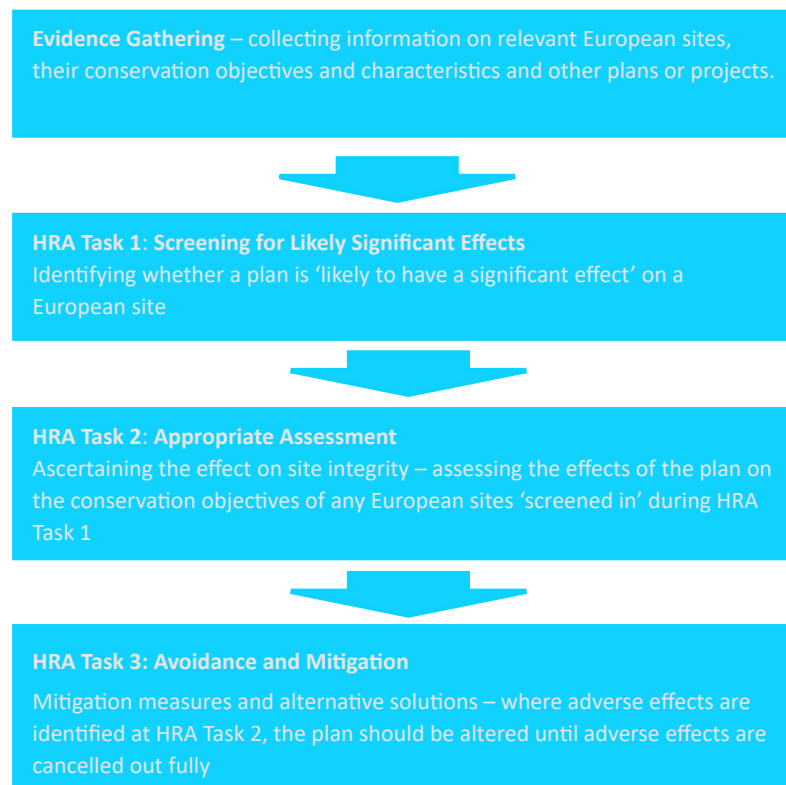 Evidence Gathering – collecting information on relevant European sites,
their conservation objectives and characteristics and other plans or projects.
HRA Task 1: Screening for Likely Significant Effects
Identifying whether a plan is ‘likely to have a significant effect’ on a
European site
HRA Task 2: Appropriate Assessment
Ascertaining the effect on site integrity – assessing the effects of the plan on
the conservation objectives of any European sites ‘screened in’ during HRA
Task 1
HRA Task 3: Avoidance and Mitigation
Mitigation measures and alternative solutions – where adverse effects are
identified at HRA Task 2, the plan should be altered until adverse effects are
cancelled out fully